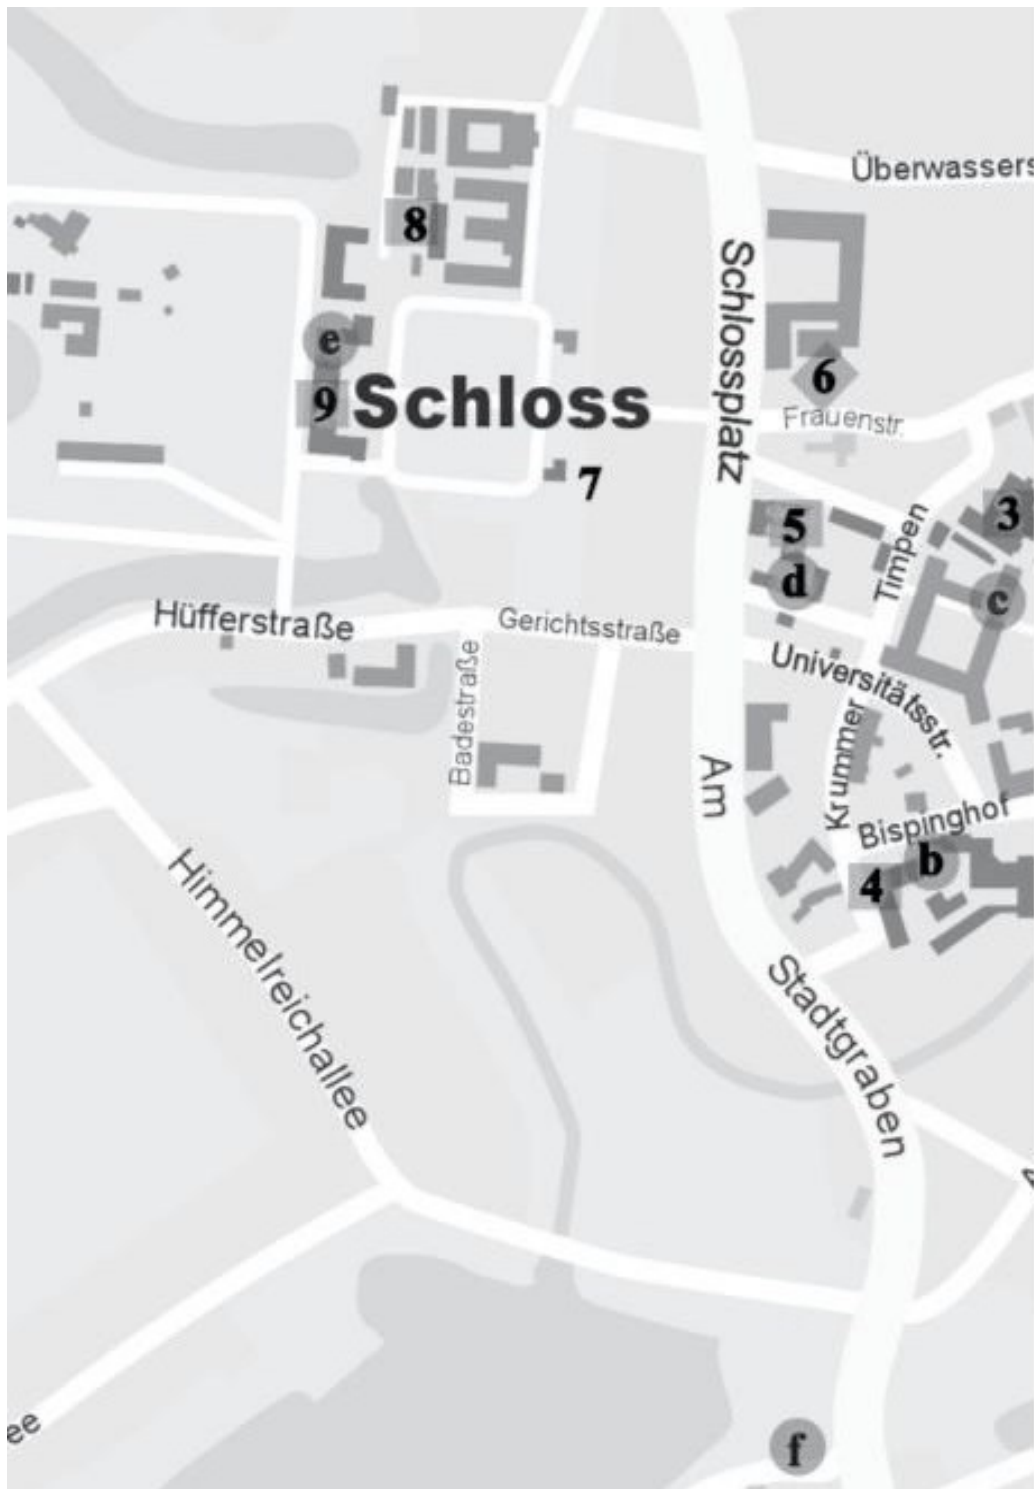 Überwassers
8
Schlossplatz
e
6
9
Schloss
Frauenstr.
7
3
5
Timpen
d
c
Hüfferstraße
Gerichtsstraße
Universitätsstr.
Badestraße
Krummer
Am
Bispinghof
b
4
Himmelreichallee
Stadtgraben
ee
f